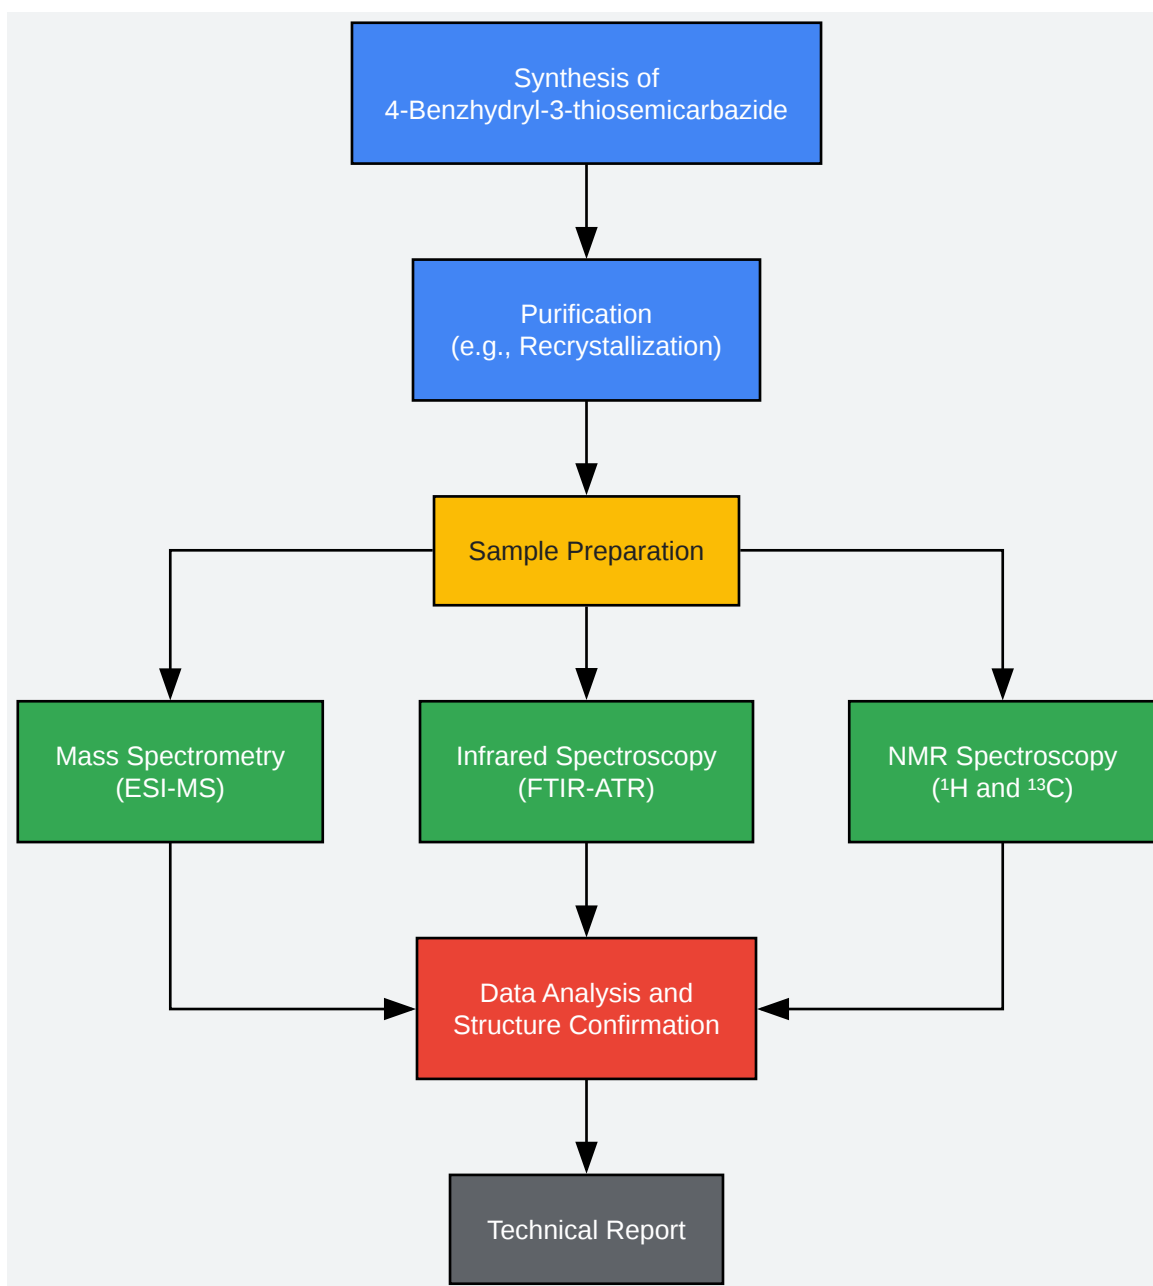 Synthesis of
4-Benzhydryl-3-thiosemicarbazide
Purification
(e.g., Recrystallization)
Sample Preparation
Mass Spectrometry
(ESI-MS)
Infrared Spectroscopy
(FTIR-ATR)
NMR Spectroscopy
(¹H and ¹³C)
Data Analysis and
Structure Confirmation
Technical Report